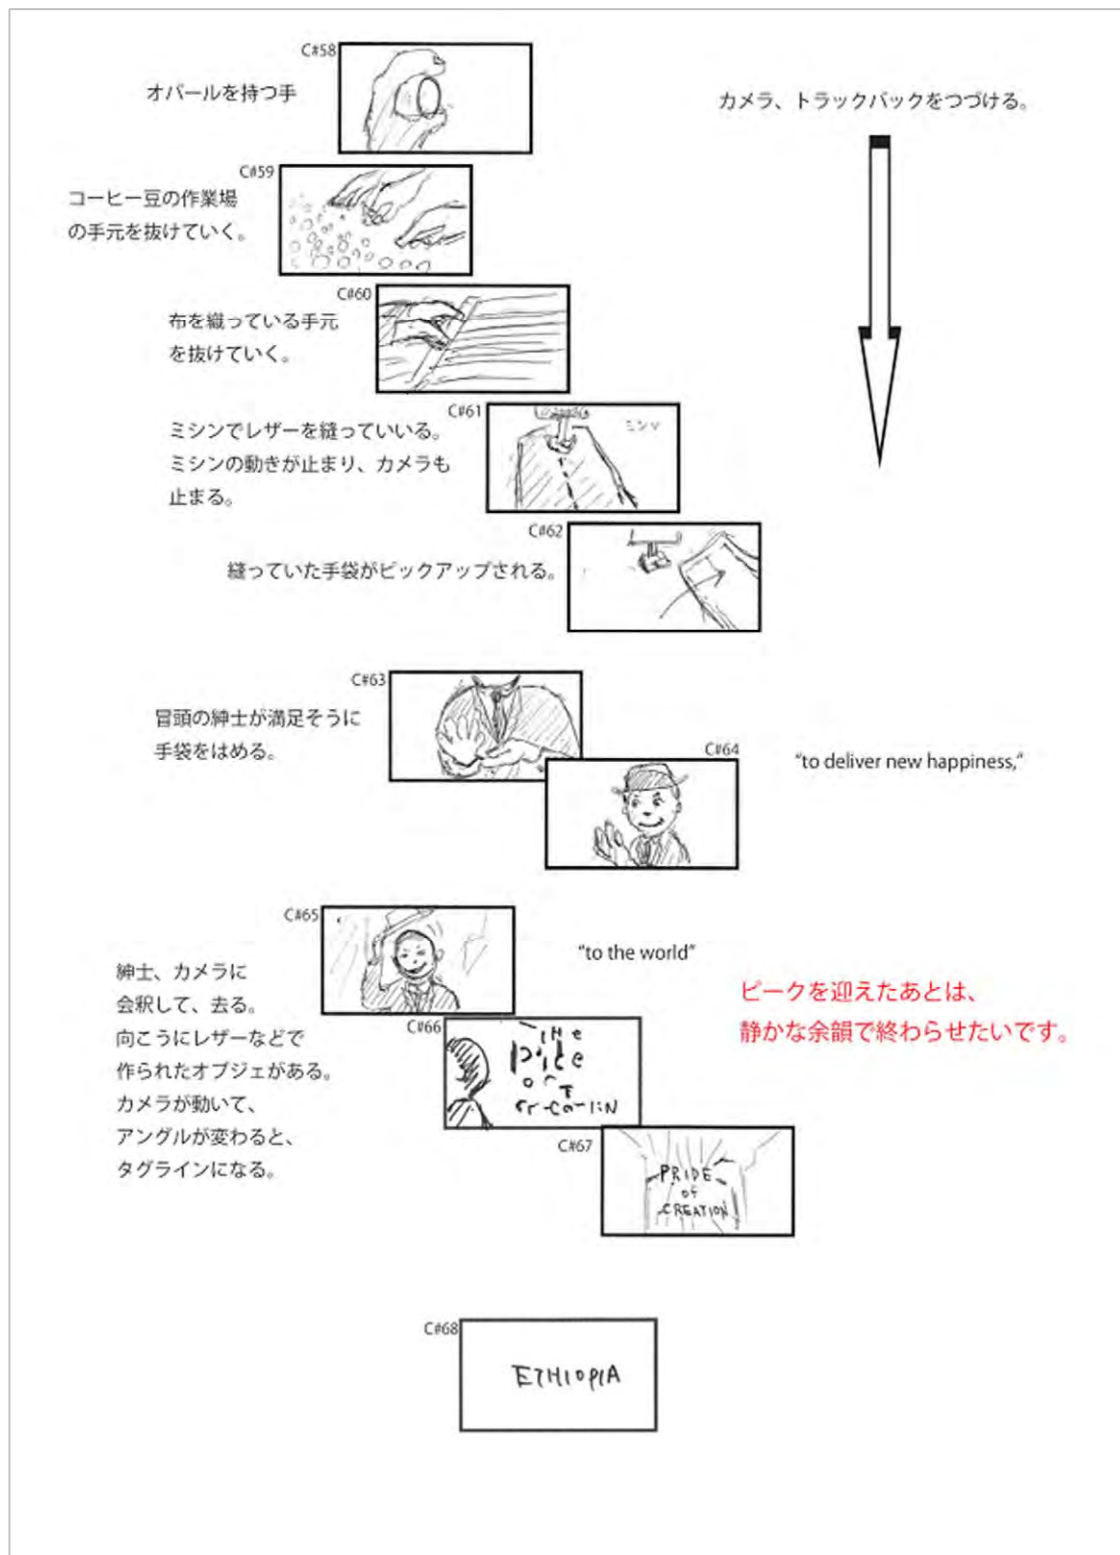 C#58
オパールを持つ手
カメラ、トラックバックをつづける。
C#59
コーヒー豆の作業場
の手元を抜けていく。
C#60
布を織っている手元
を抜けていく。
C#61
ミシンでレザーを縫っていいる。
ミシンの動きが止まり、カメラも
止まる。
ミシン
C#62
縫っていた手袋がピックアップされる。
C#63
冒頭の紳士が満足そうに
手袋をはめる。
C#64
"to deliver new happiness,"
C#65
"to the world"
紳士、カメラに
会釈して、去る。
向こうにレザーなどで
作られたオブジェがある。
カメラが動いて、
アングルが変わると、
タグラインになる。
ピークを迎えたあとは、
静かな余韻で終わらせたいです。
C#66
C#67
PRIDE
of
CREATION
C#68
ETHIOPIA